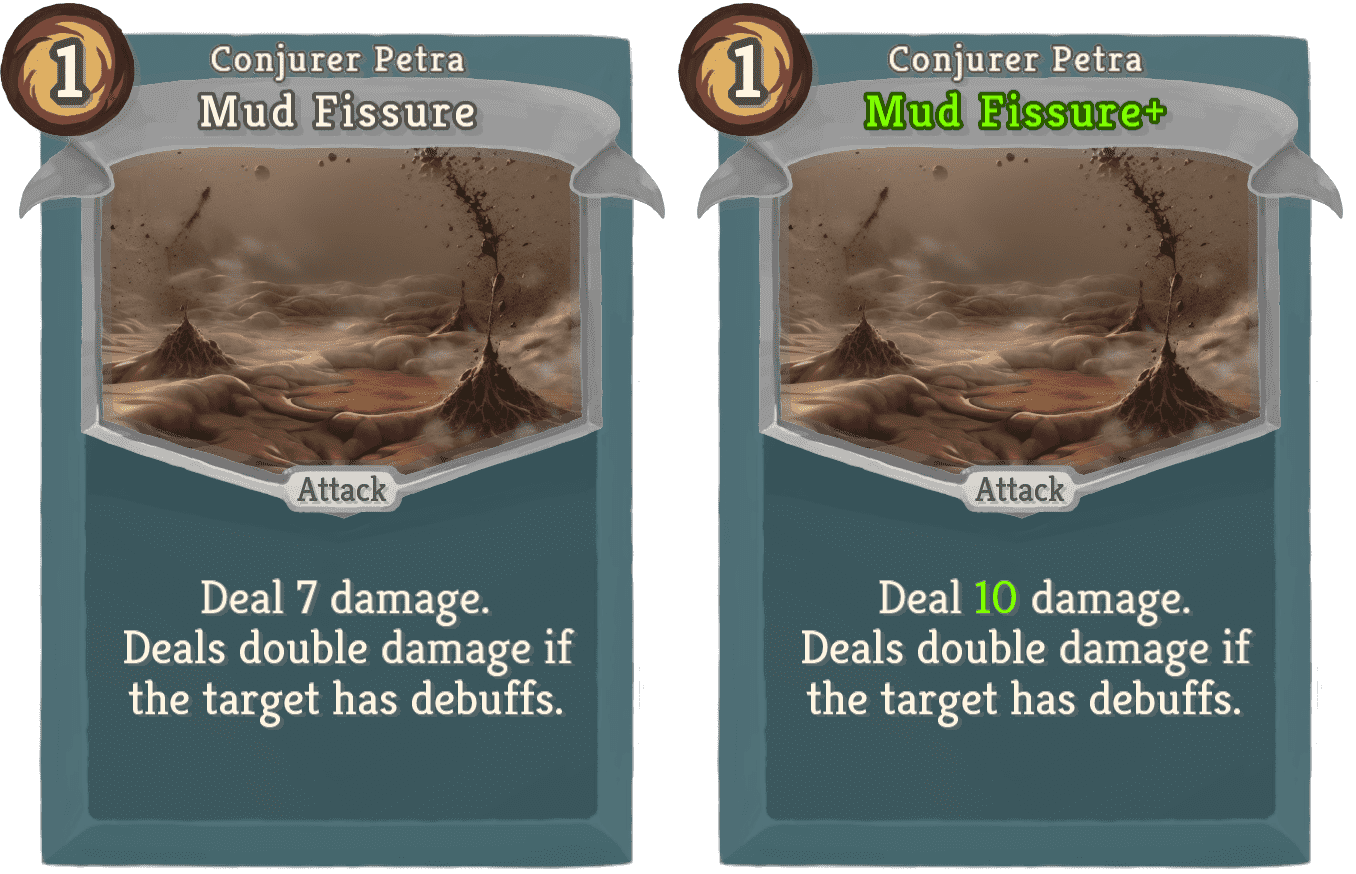 1
Conjurer Petra
Mud Fissure
Attack
Deal 7 damage.
Deals double damage if
the target has debuffs.
1
Conjurer Petra
Mud Fissure+
Attack
Deal 10 damage.
Deals double damage if
the target has debuffs.